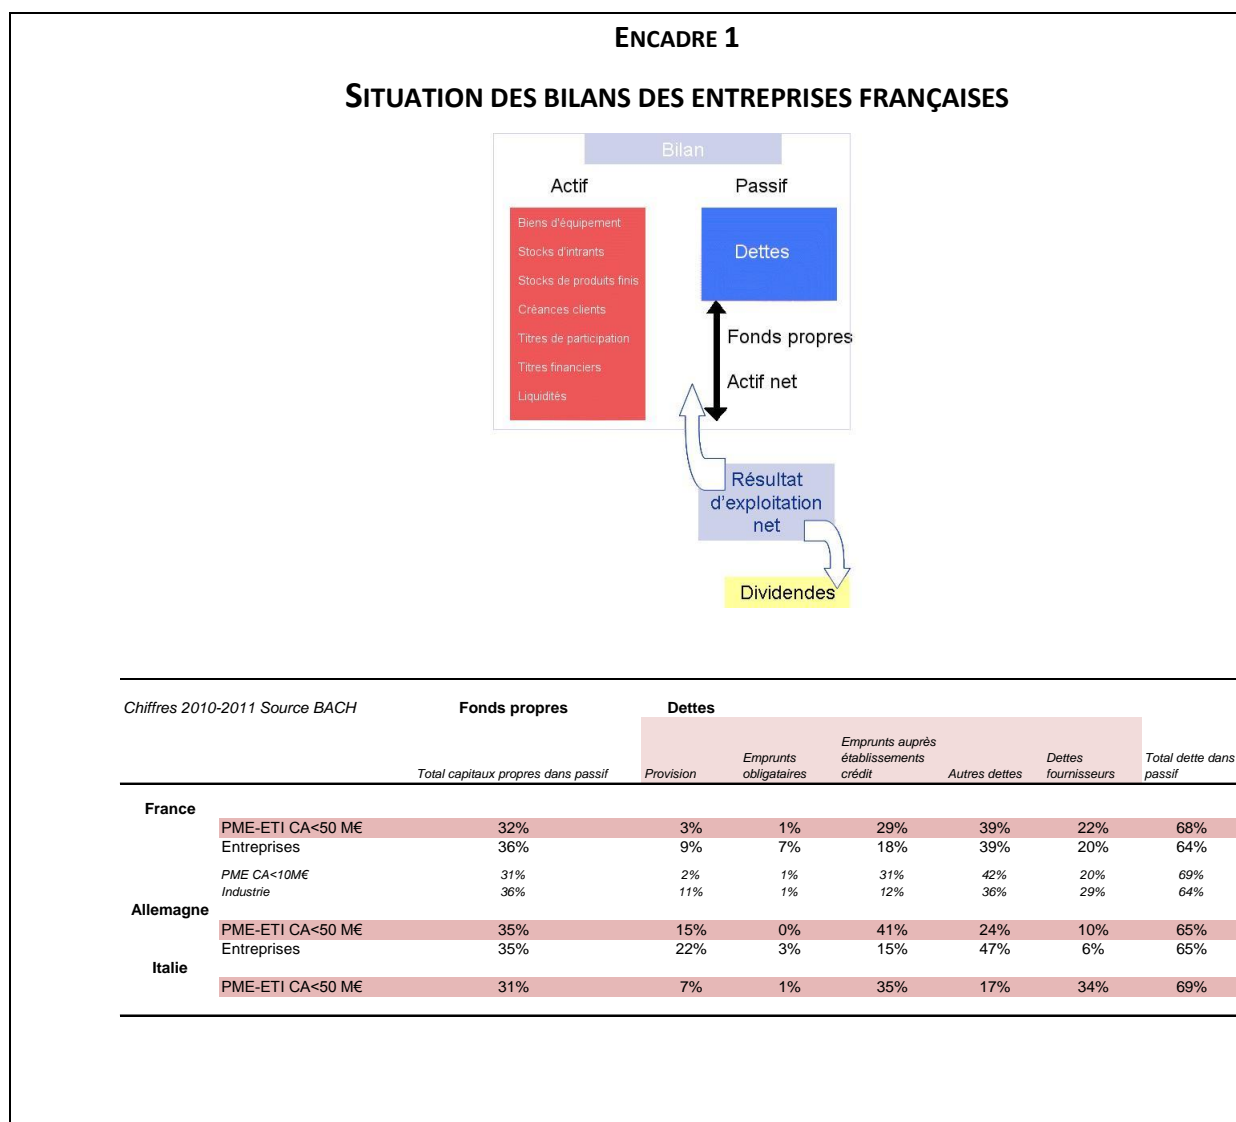 ENCADRE 1
SITUATION DES BILANS DES ENTREPRISES FRANÇAISES
Bilan
Actif Passif
Biens d'équipement
Stocks d'intrants
Stocks de produits finis
Créances clients
Titres de participation
Titres financiers
Liquidités
Dettes
Fonds propres
Actif net
Résultat
d'exploitation
net
Dividendes
Chiffres 2010-2011 Source BACH Fonds propres Dettes
Total capitaux propres dans passif Provision Emprunts obligataires Emprunts auprès établissements crédit Autres dettes Dettes fournisseurs Total dette dans passif
France
PME-ETI CA<50 M€ 32% 3% 1% 29% 39% 22% 68%
Entreprises 36% 9% 7% 18% 39% 20% 64%
PME CA<10M€ 31% 2% 1% 31% 42% 20% 69%
Industrie 36% 11% 1% 12% 36% 29% 64%
Allemagne
PME-ETI CA<50 M€ 35% 15% 0% 41% 24% 10% 65%
Entreprises 35% 22% 3% 15% 47% 6% 65%
Italie
PME-ETI CA<50 M€ 31% 7% 1% 35% 17% 34% 69%